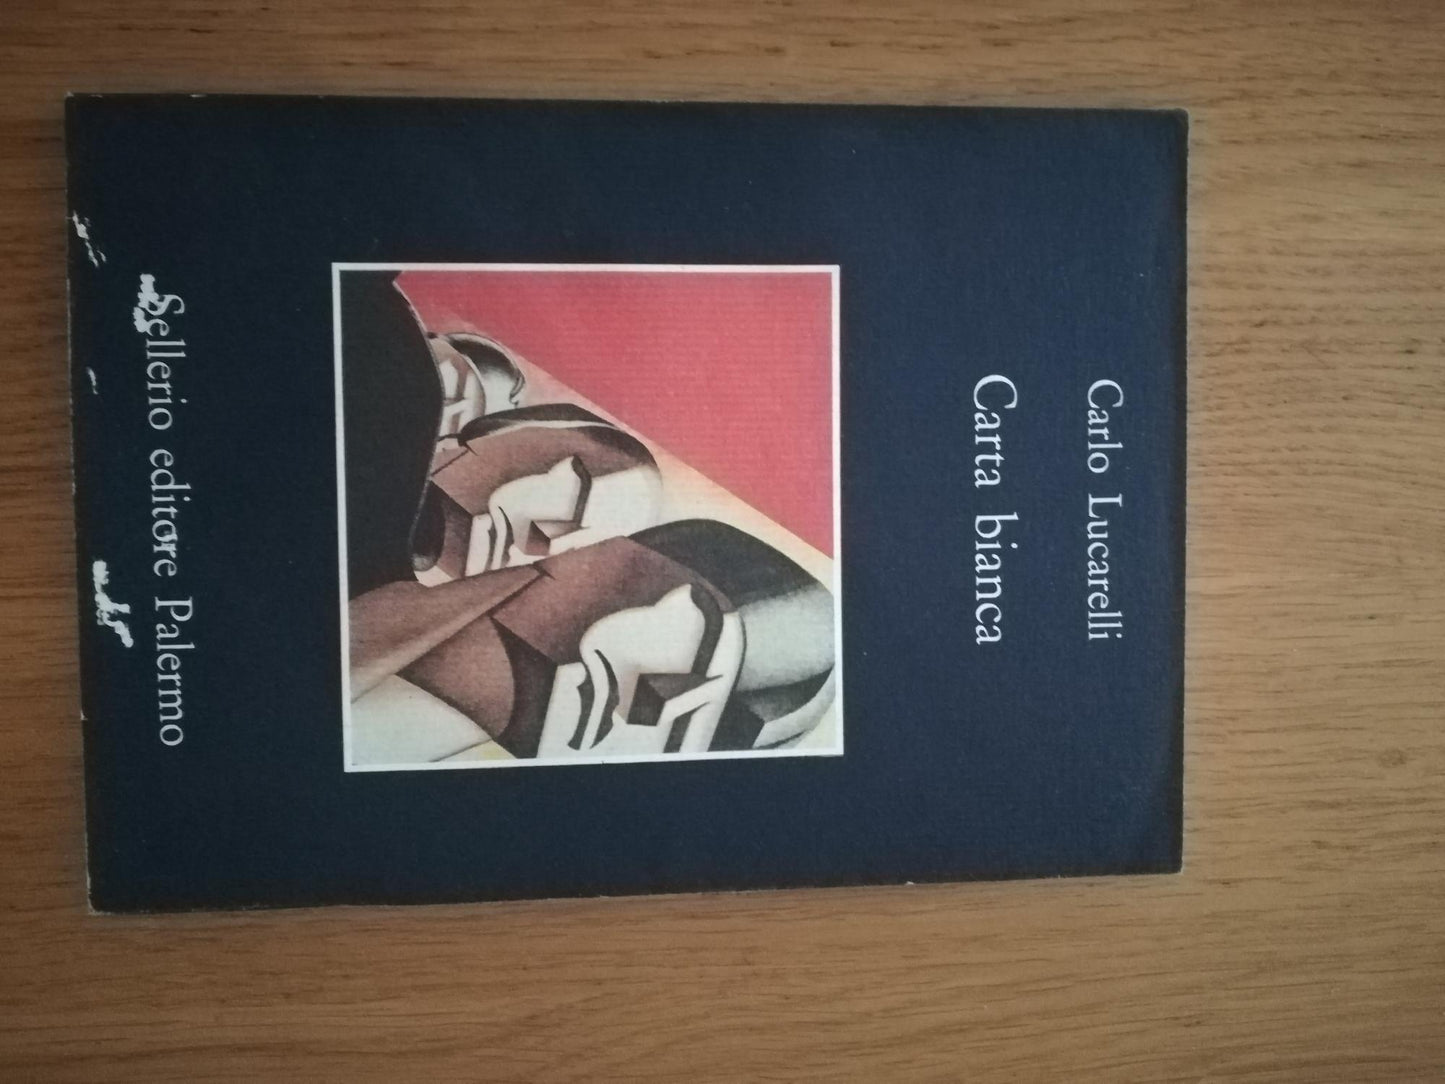 Carlo Lucarelli
Carta bianca
Sellerio editore Palermo